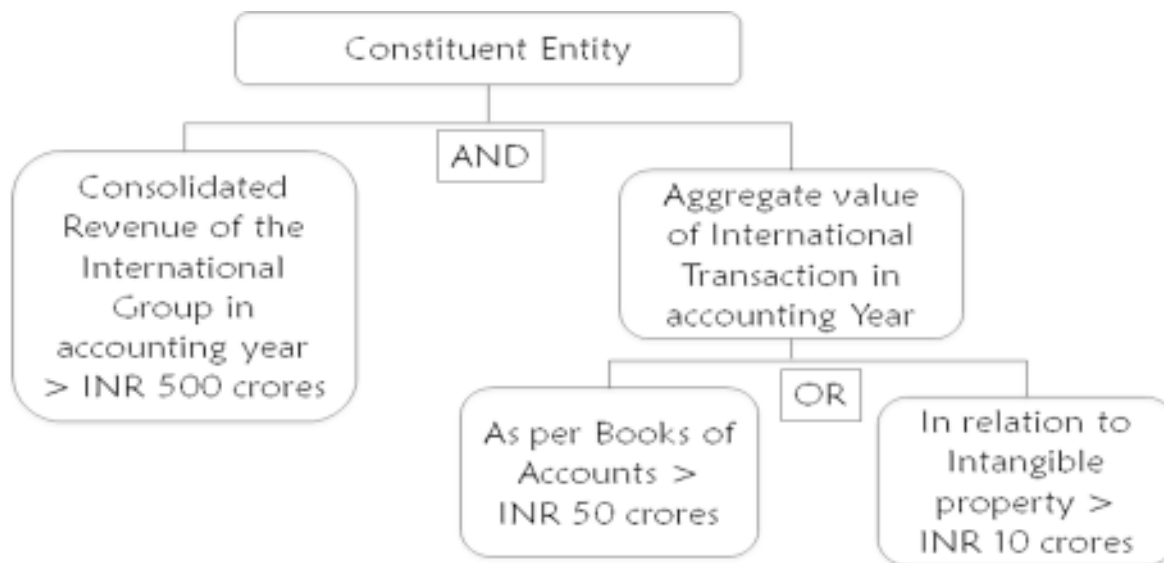 Constituent Entity
AND
Consolidated
Revenue of the
International
Group in
accounting year
> INR 500 crores
Aggregate value
of International
Transaction in
accounting Year
OR
As per Books of
Accounts >
INR 50 crores
In relation to
Intangible
property >
INR 10 crores